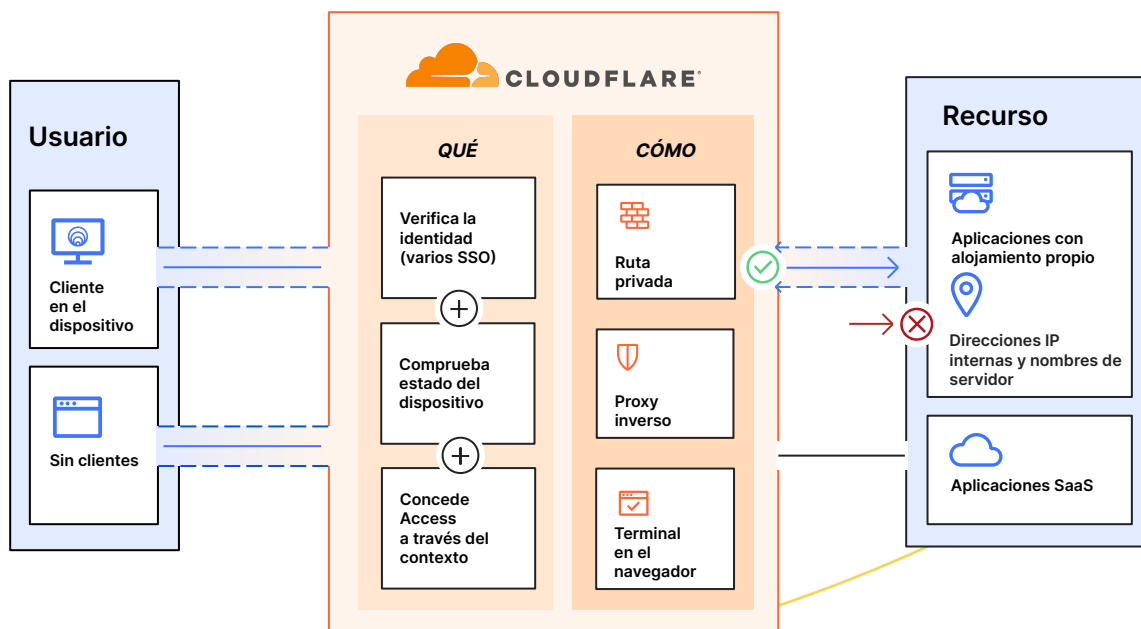 Usuario
Cliente
en el
dispositivo
Sin clientes
CLOUDFLARE
QUÉ
Verifica la
identidad
(varios SSO)
Comprueba
estado del
dispositivo
Concede
Access
a través del
contexto
CÓMO
Ruta
privada
Proxy
inverso
Terminal
en el
navegador
Recurso
Aplicaciones con
alojamiento propio
Direcciones IP
internas y nombres de
servidor
Aplicaciones SaaS